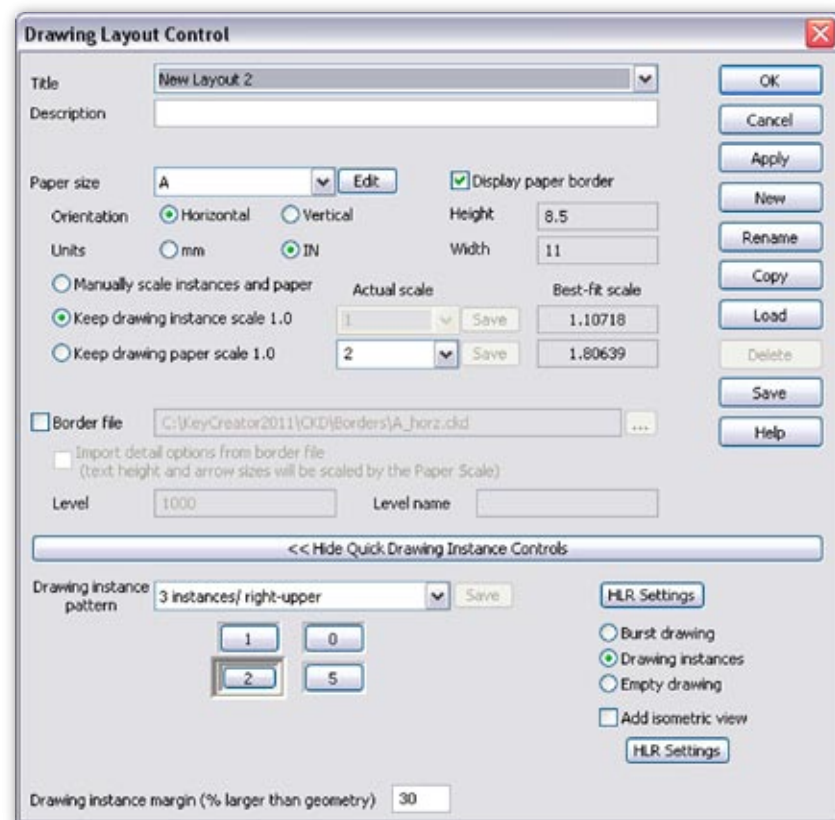 Drawing Layout Control
Title New Layout 2 OK
Description Cancel
Apply
Paper size A Edit Display paper border New
Orientation Horizontal Vertical Height 8.5 Rename
Units mm IN Width 11 Copy
Manually scale instances and paper Actual scale Best-fit scale
Keep drawing instance scale 1.0 1 Save 1.10718 Load
Keep drawing paper scale 1.0 2 Save 1.80639 Delete
Save
Border file C:\KeyCreator2011\CKD\Borders\A_horz.ckd ... Help
Import detail options from border file
(text height and arrow sizes will be scaled by the Paper Scale)
Level 1000 Level name
<< Hide Quick Drawing Instance Controls
Drawing instance pattern 3 instances/ right-upper Save HLR Settings
1 0 Burst drawing
2 5 Drawing instances
Empty drawing
Add isometric view
HLR Settings
Drawing instance margin (% larger than geometry) 30